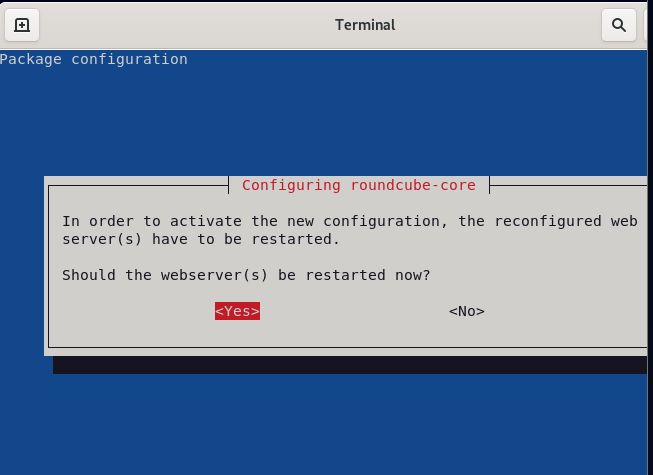 Terminal
Package configuration
Configuring roundcube-core
In order to activate the new configuration, the reconfigured web
server(s) have to be restarted.
Should the webserver(s) be restarted now?
<Yes> <No>